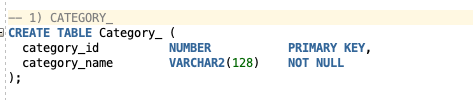 -- 1) CATEGORY_
CREATE TABLE Category_ (
category_id NUMBER PRIMARY KEY,
category_name VARCHAR2(128) NOT NULL
);